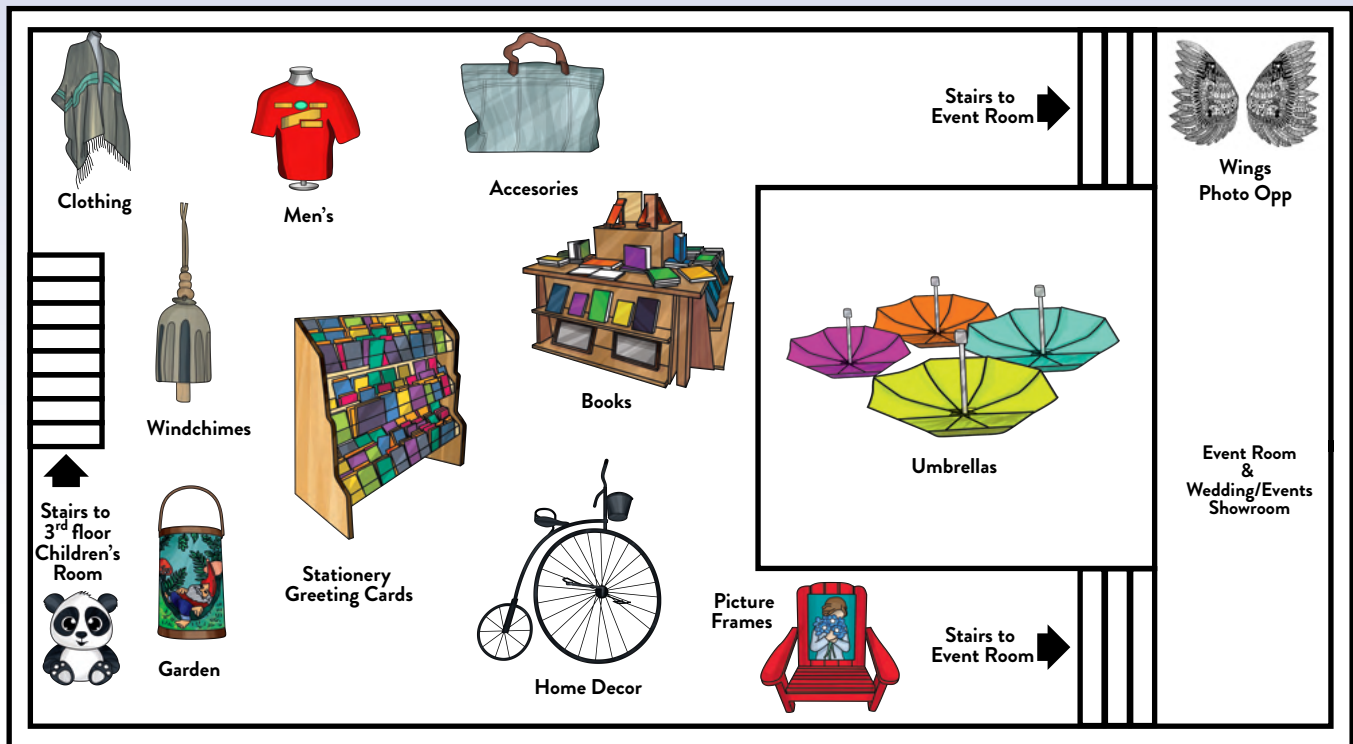 Clothing
Men's
Accesories
Stairs to
Event Room
Wings
Photo Opp
Windchimes
Books
Umbrellas
Event Room
&
Wedding/Events
Showroom
Stairs to
3rd floor
Children's
Room
Garden
Stationery
Greeting Cards
Home Decor
Picture
Frames
Stairs to
Event Room